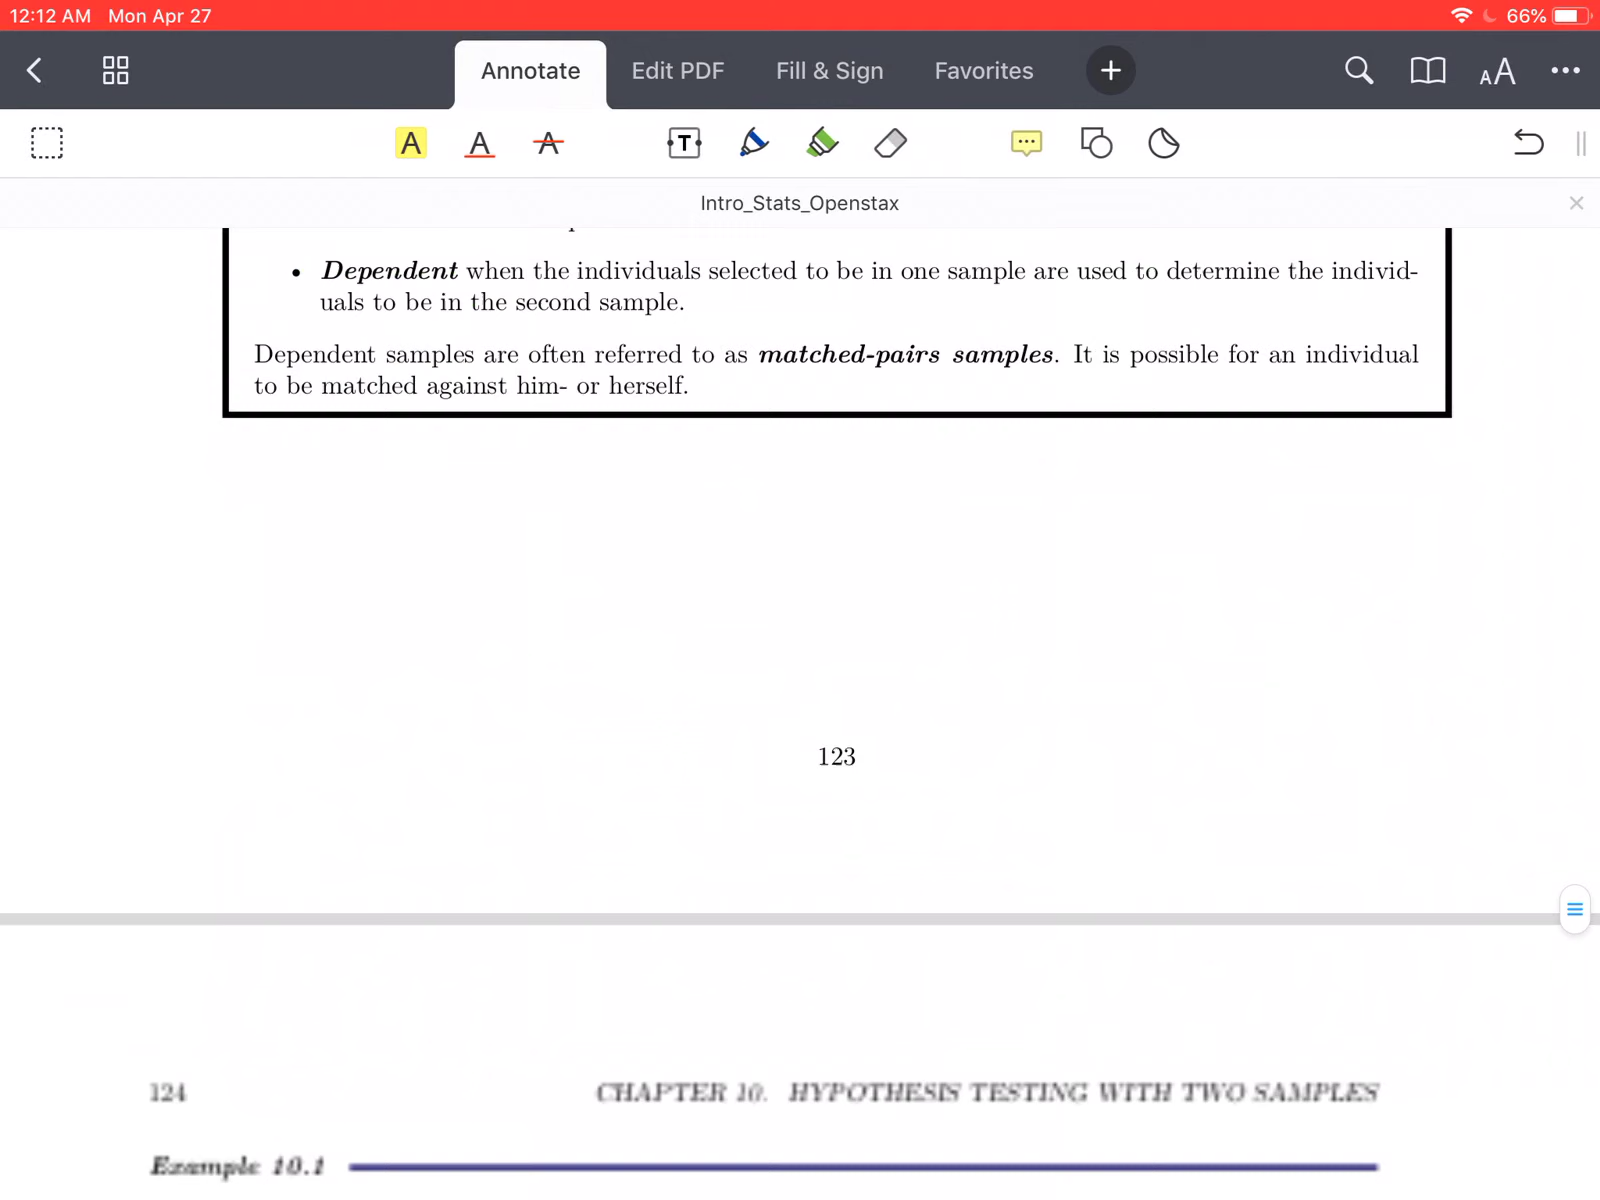 12:12 AM Mon Apr 27 66%
Annotate Edit PDF Fill & Sign Favorites
Intro_Stats_Openstax
• Dependent when the individuals selected to be in one sample are used to determine the individ-
uals to be in the second sample.
Dependent samples are often referred to as matched-pairs samples. It is possible for an individual
to be matched against him- or herself.
123
124 CHAPTER 10. HYPOTHESIS TESTING WITH TWO SAMPLES
Example 10.1